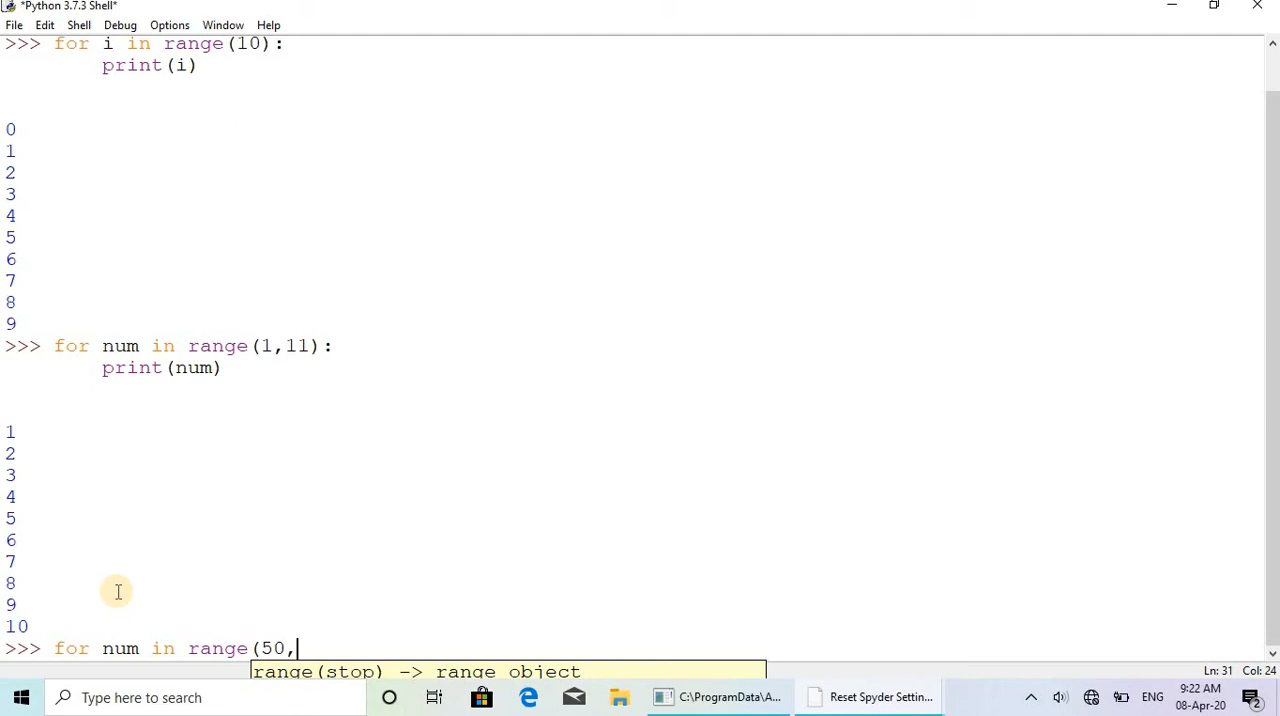 *Python 3.7.3 Shell*
File Edit Shell Debug Options Window Help
>>> for i in range(10):
        print(i)
0
1
2
3
4
5
6
7
8
9
>>> for num in range(1,11):
        print(num)
1
2
3
4
5
6
7
8
9
10
>>> for num in range(50,
range(stop) -> range object
Ln: 31 Col: 24
Type here to search
C:\ProgramData\A...
Reset Spyder Settin...
ENG
9:22 AM
08-Apr-20
2